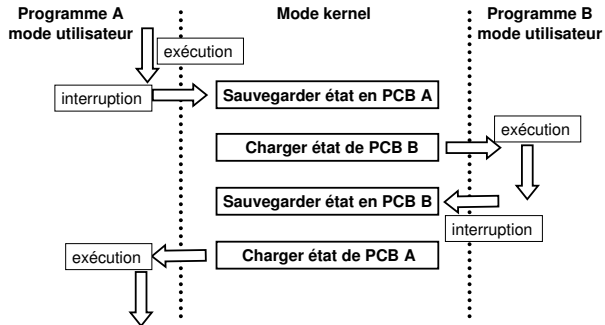 Programme A
mode utilisateur
Mode kernel
Programme B
mode utilisateur
exécution
interruption
Sauvegarder état en PCB A
Charger état de PCB B
exécution
Sauvegarder état en PCB B
interruption
exécution
Charger état de PCB A